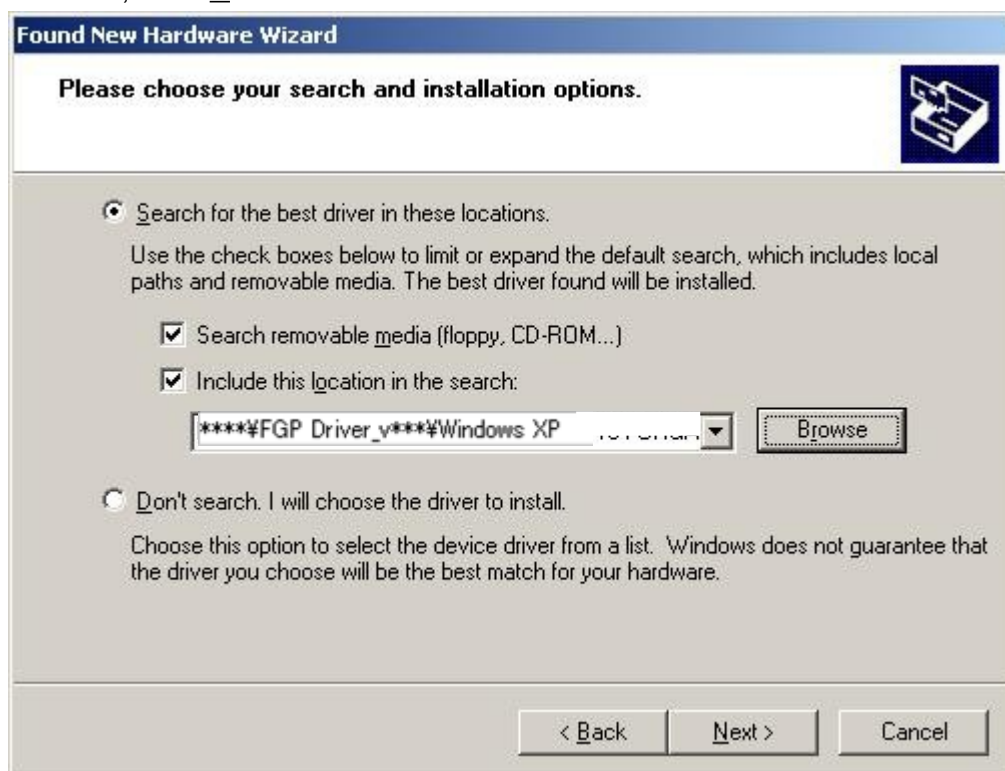 Found New Hardware Wizard
Please choose your search and installation options.
Search for the best driver in these locations.
Use the check boxes below to limit or expand the default search, which includes local
paths and removable media. The best driver found will be installed.
Search removable media (floppy, CD-ROM...)
Include this location in the search:
****¥FGP Driver_v***¥Windows XP
Browse
Don't search. I will choose the driver to install.
Choose this option to select the device driver from a list. Windows does not guarantee that
the driver you choose will be the best match for your hardware.
< Back Next > Cancel